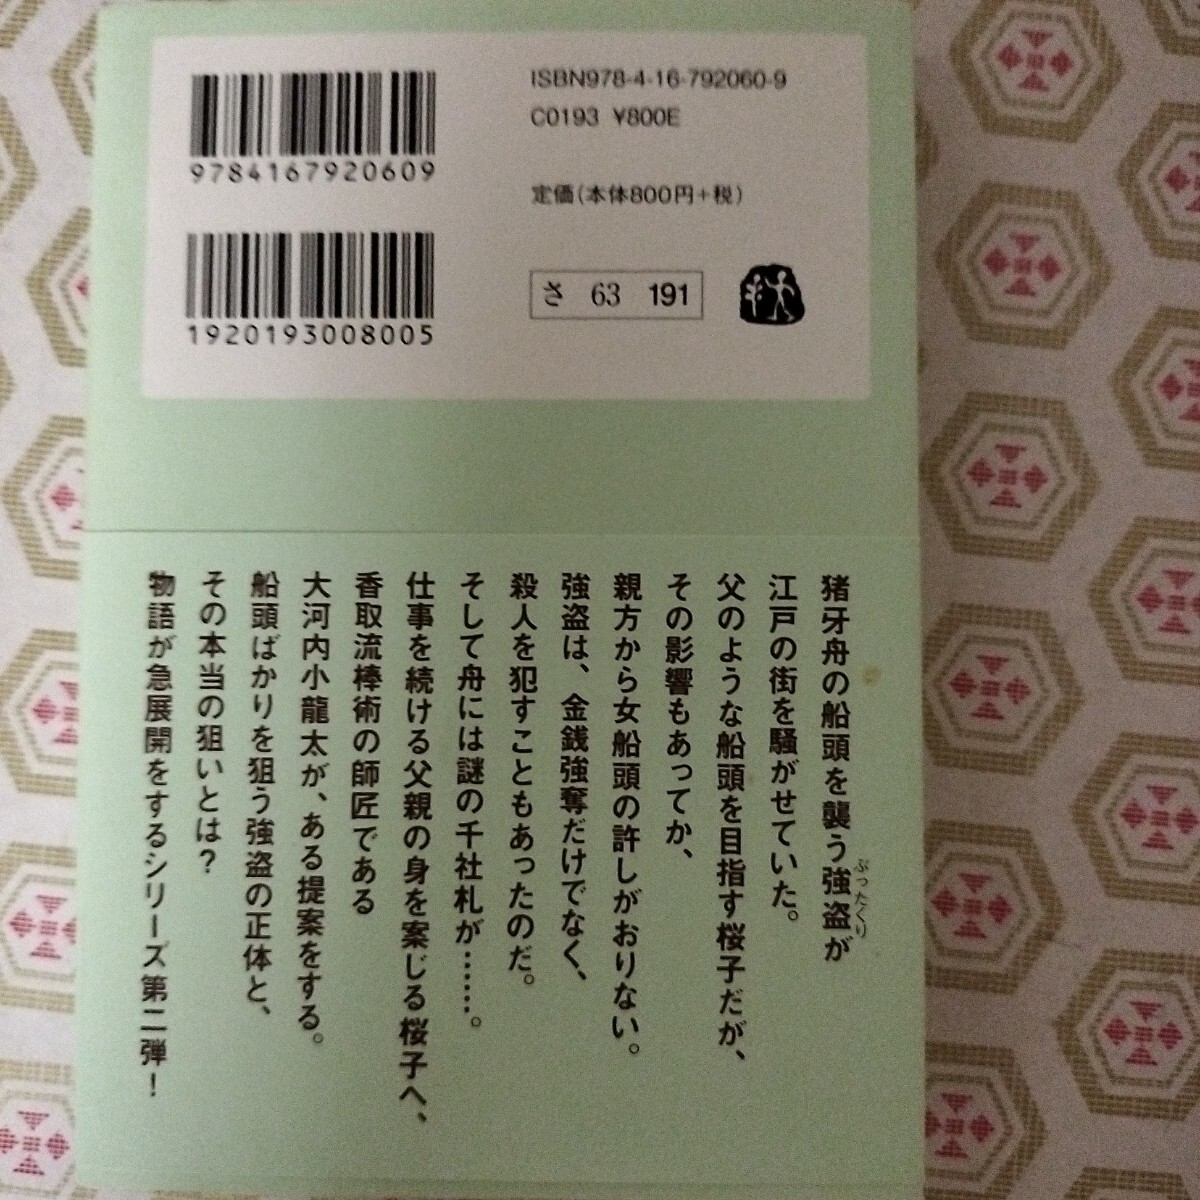 9784167920609
ISBN978-4-16-792060-9
C0193 ¥800E
定価(本体800円+税)
1920193008005
さ 63 191
猪牙舟の船頭を襲う強盗が
ぶったくり
江戸の街を騒がせていた。
父のような船頭を目指す桜子だが、
その影響もあってか、
親方から女船頭の許しがおりない。
強盗は、金銭強奪だけでなく、
殺人を犯すこともあったのだ。
そして舟には謎の千社札が……。
仕事を続ける父親の身を案じる桜子へ、
香取流棒術の師匠である
大河内小龍太が、ある提案をする。
船頭ばかりを狙う強盗の正体と、
その本当の狙いとは?
物語が急展開をするシリーズ第二弾!